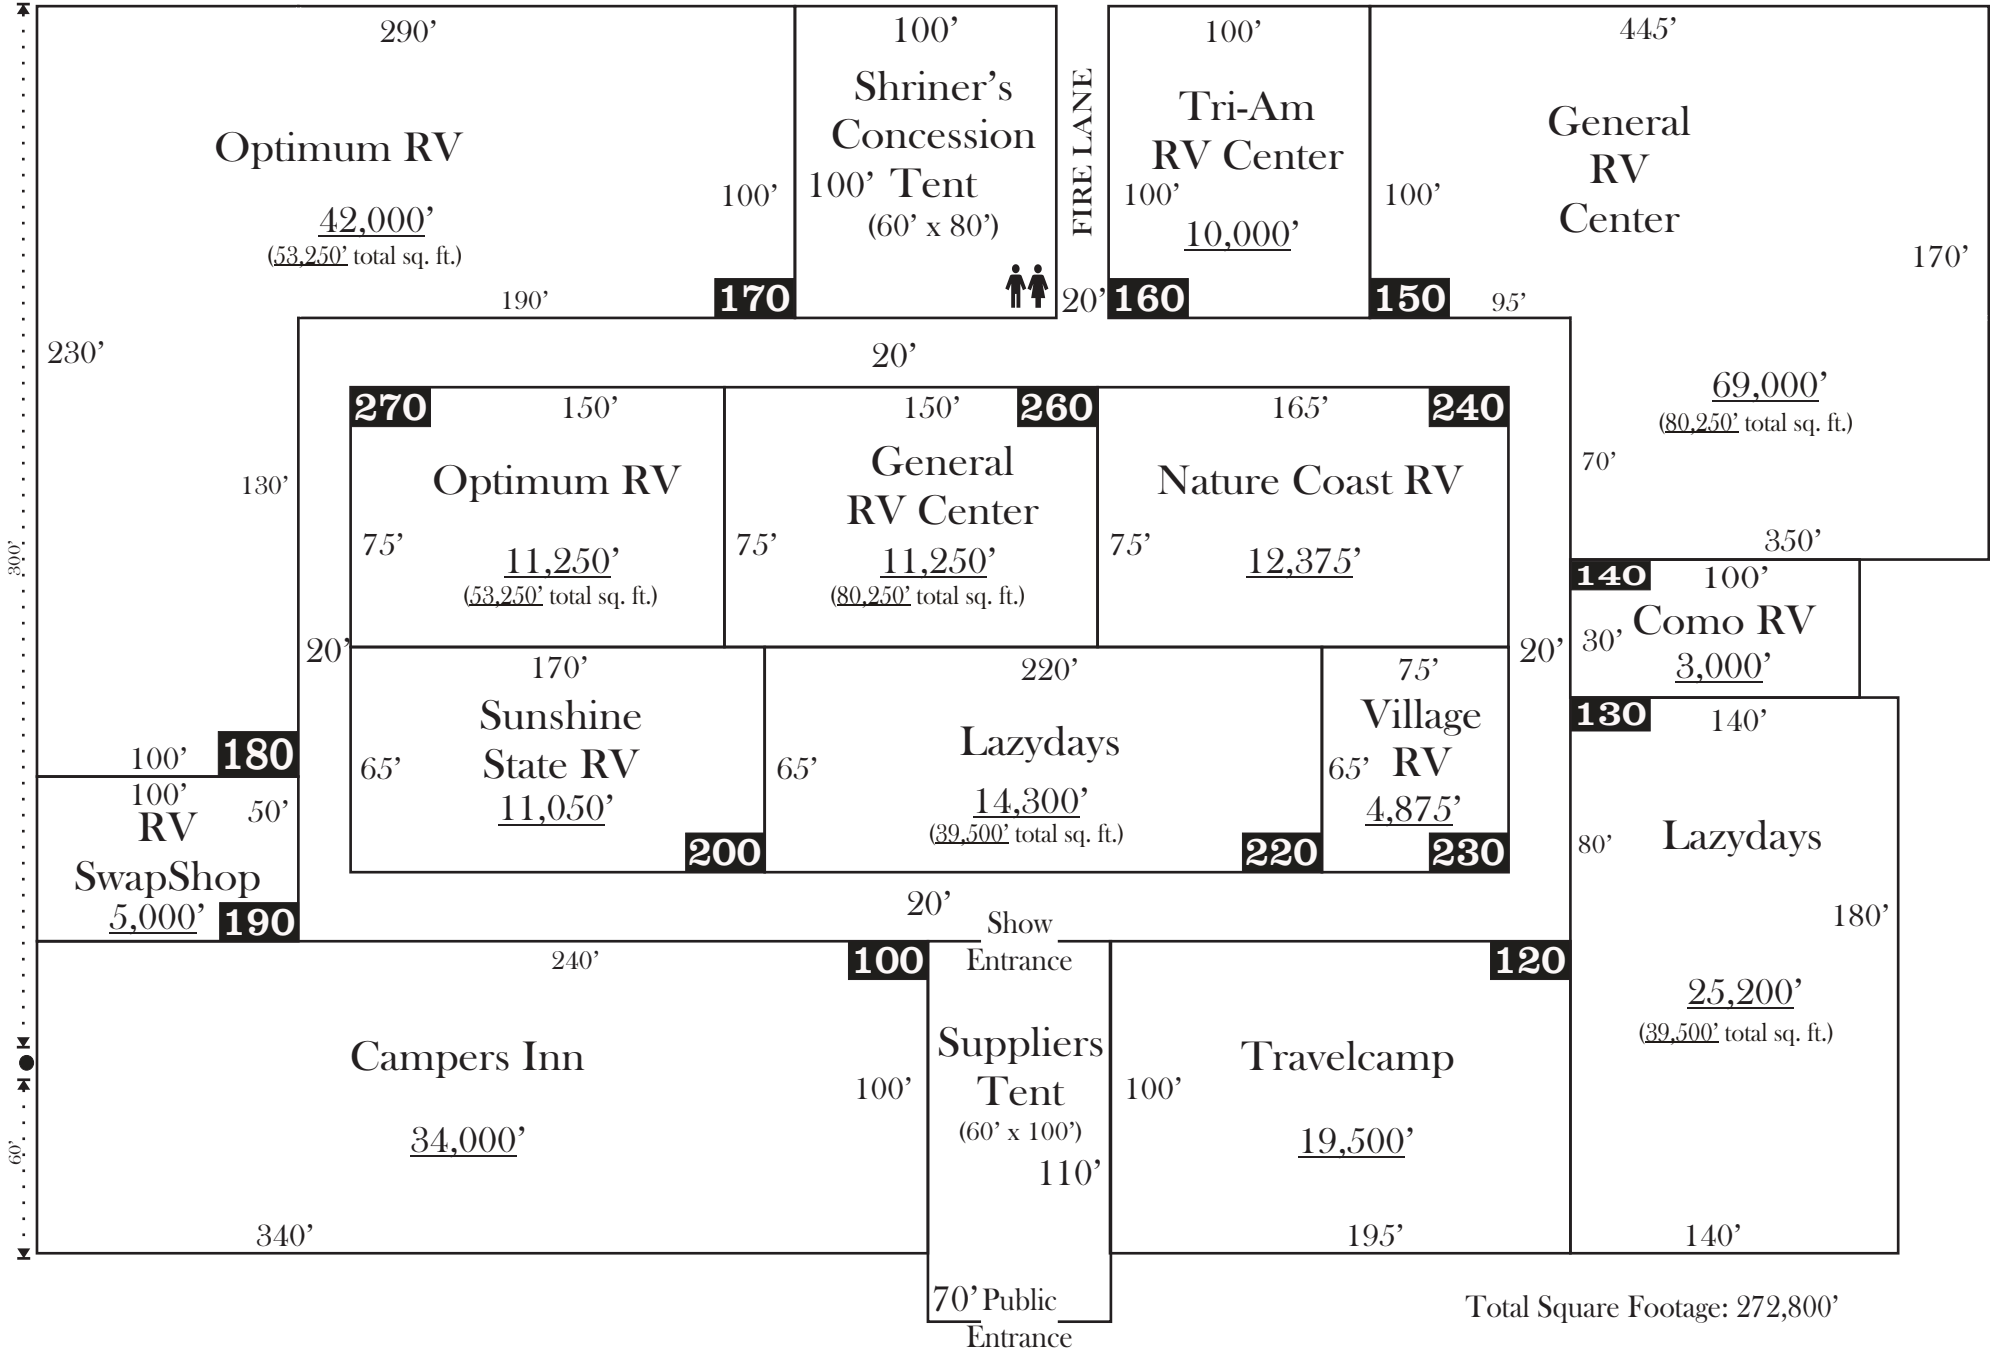 290’
100’
100’
445’
Optimum RV
42,000’
(53,250’ total sq. ft.)
100’
190’
170
230’
130’
100’
180
Shriner’s
Concession
100’ Tent
(60’ x 80’)
FIRE LANE
20’
Tri-Am
RV Center
100’
10,000’
160
General
RV
Center
100’
170’
150
95’
69,000’
(80,250’ total sq. ft.)
70’
350’
20’
270
150’
Optimum RV
75’
11,250’
(53,250’ total sq. ft.)
150’
260
General
RV Center
75’
11,250’
(80,250’ total sq. ft.)
165’
240
Nature Coast RV
75’
12,375’
140
100’
Como RV
30’
3,000’
20’
20’
170’
Sunshine
State RV
65’
11,050’
200
220’
Lazydays
65’
14,300’
(39,500’ total sq. ft.)
220
75’
Village
RV
65’
4,875’
230
130
140’
80’
Lazydays
180’
25,200’
(39,500’ total sq. ft.)
140’
100’
50’
RV
SwapShop
5,000’
190
300’
60’
20’
Show
Entrance
240’
100
Campers Inn
100’
34,000’
340’
Suppliers
Tent
(60’ x 100’)
110’
70’
Public
Entrance
120
Travelcamp
100’
19,500’
195’
Total Square Footage: 272,800’